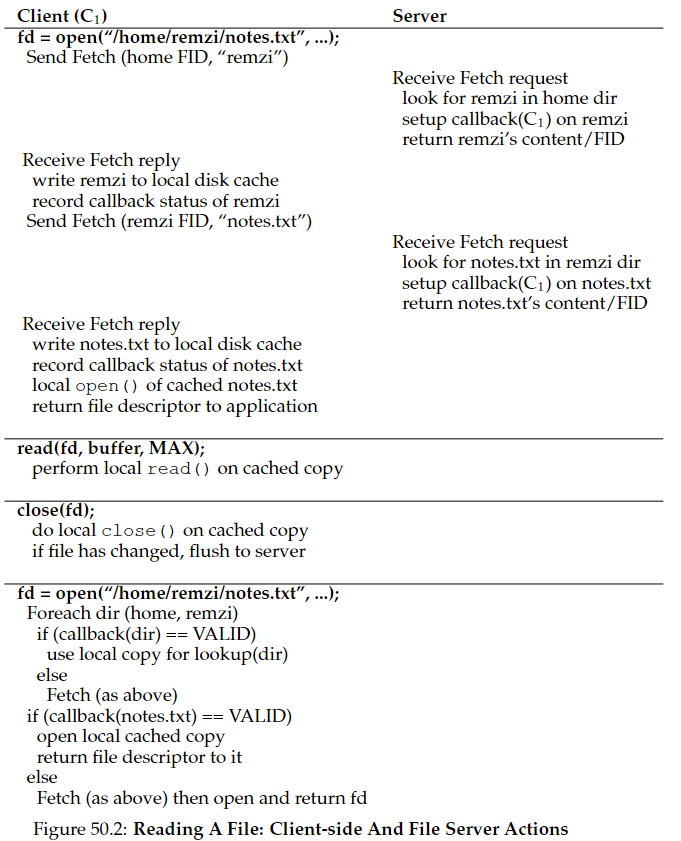 Client (C₁) Server
fd = open(“/home/remzi/notes.txt”, ...);
Send Fetch (home FID, “remzi”)
Receive Fetch request
look for remzi in home dir
setup callback(C₁) on remzi
return remzi’s content/FID
Receive Fetch reply
write remzi to local disk cache
record callback status of remzi
Send Fetch (remzi FID, “notes.txt”)
Receive Fetch request
look for notes.txt in remzi dir
setup callback(C₁) on notes.txt
return notes.txt’s content/FID
Receive Fetch reply
write notes.txt to local disk cache
record callback status of notes.txt
local open() of cached notes.txt
return file descriptor to application
read(fd, buffer, MAX);
perform local read() on cached copy
close(fd);
do local close() on cached copy
if file has changed, flush to server
fd = open(“/home/remzi/notes.txt”, ...);
Foreach dir (home, remzi)
if (callback(dir) == VALID)
use local copy for lookup(dir)
else
Fetch (as above)
if (callback(notes.txt) == VALID)
open local cached copy
return file descriptor to it
else
Fetch (as above) then open and return fd
Figure 50.2: Reading A File: Client-side And File Server Actions